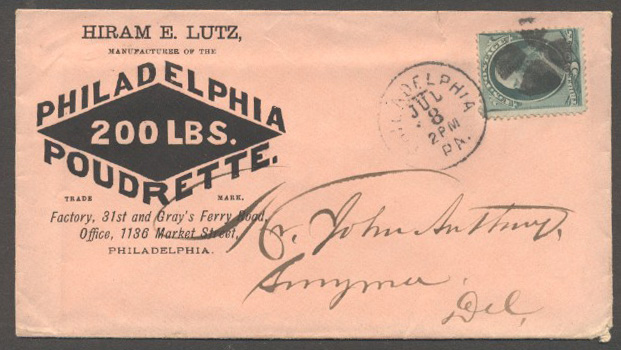 HIRAM E. LUTZ,
MANUFACTURER OF THE
PHILADELPHIA
200 LBS.
POUDRETTE.
TRADE MARK.
Factory, 31st and Gray's Ferry Road,
Office, 1136 Market Street,
PHILADELPHIA.
PHILADELPHIA PA.
JUL
8
2 PM
Mr. John Anthony,
Smyrna
Del.